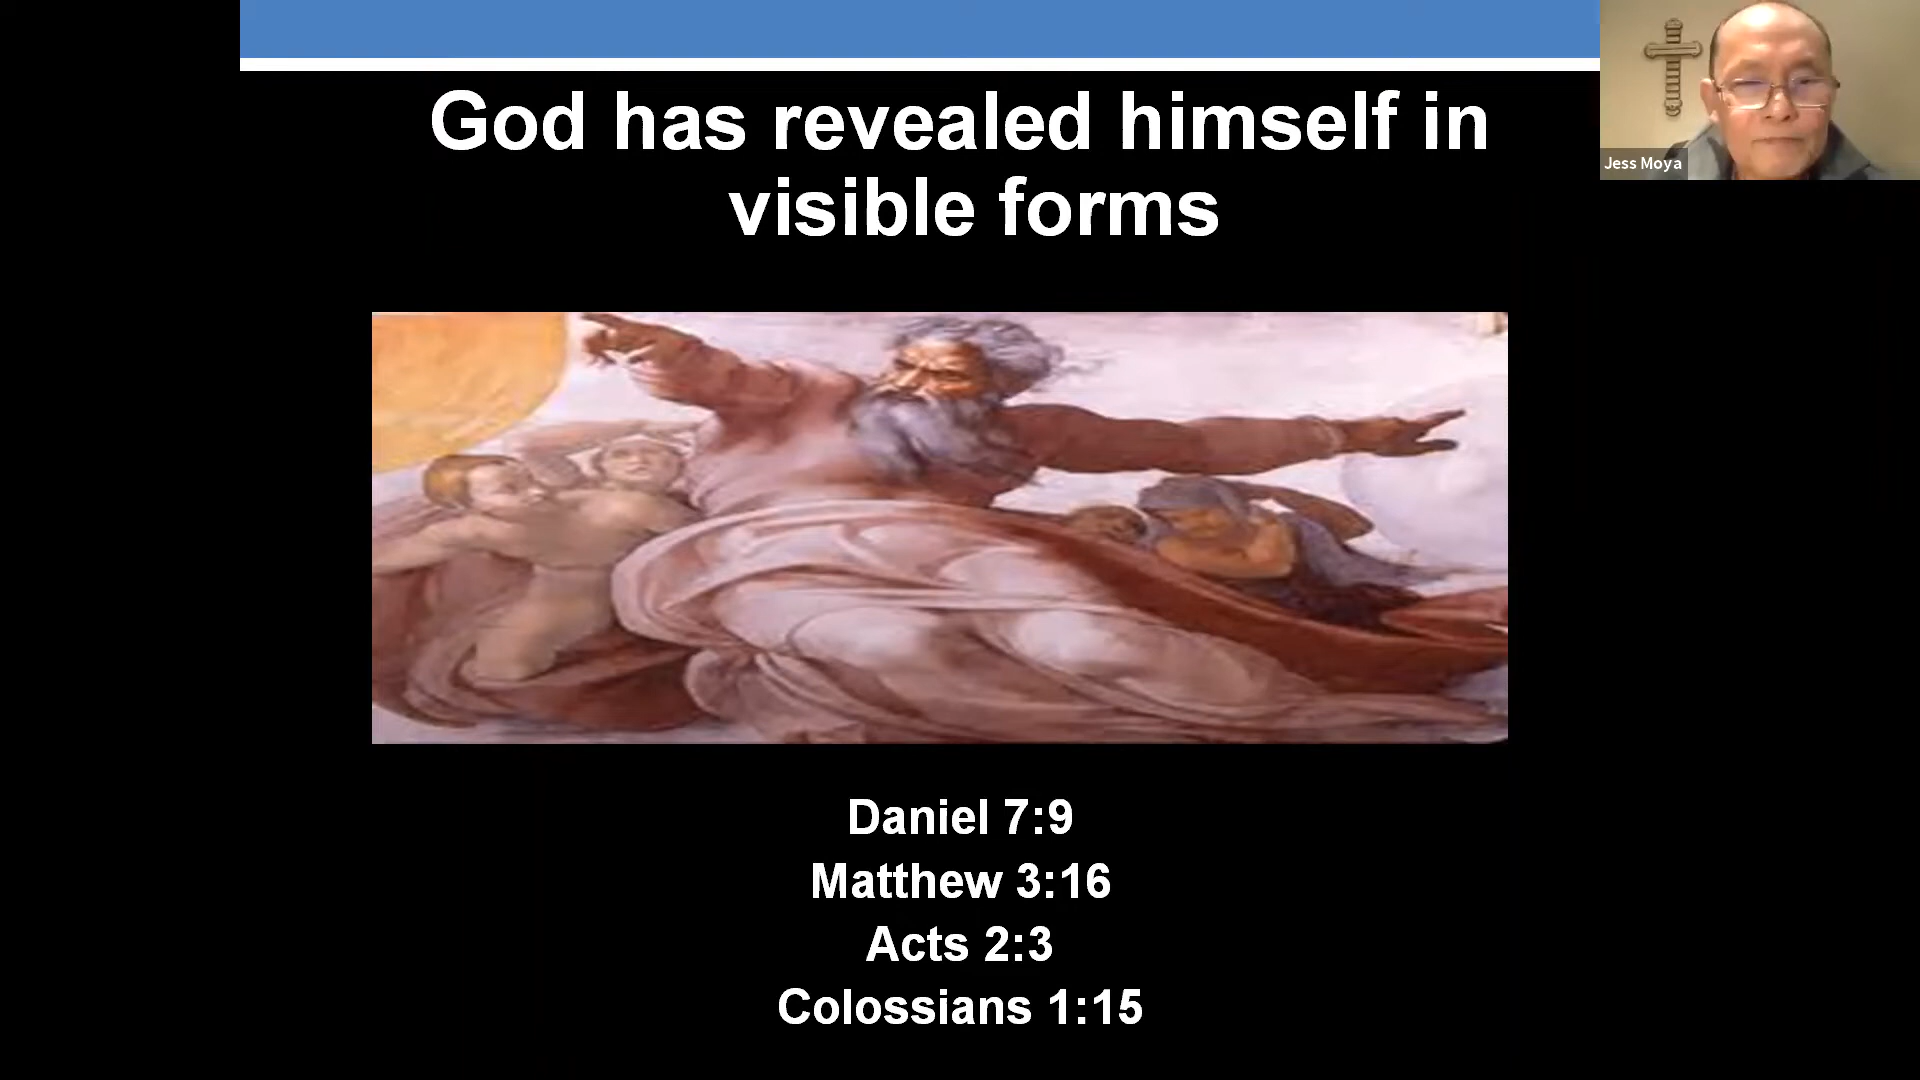 God has revealed himself in
visible forms
Jess Moya
Daniel 7:9
Matthew 3:16
Acts 2:3
Colossians 1:15